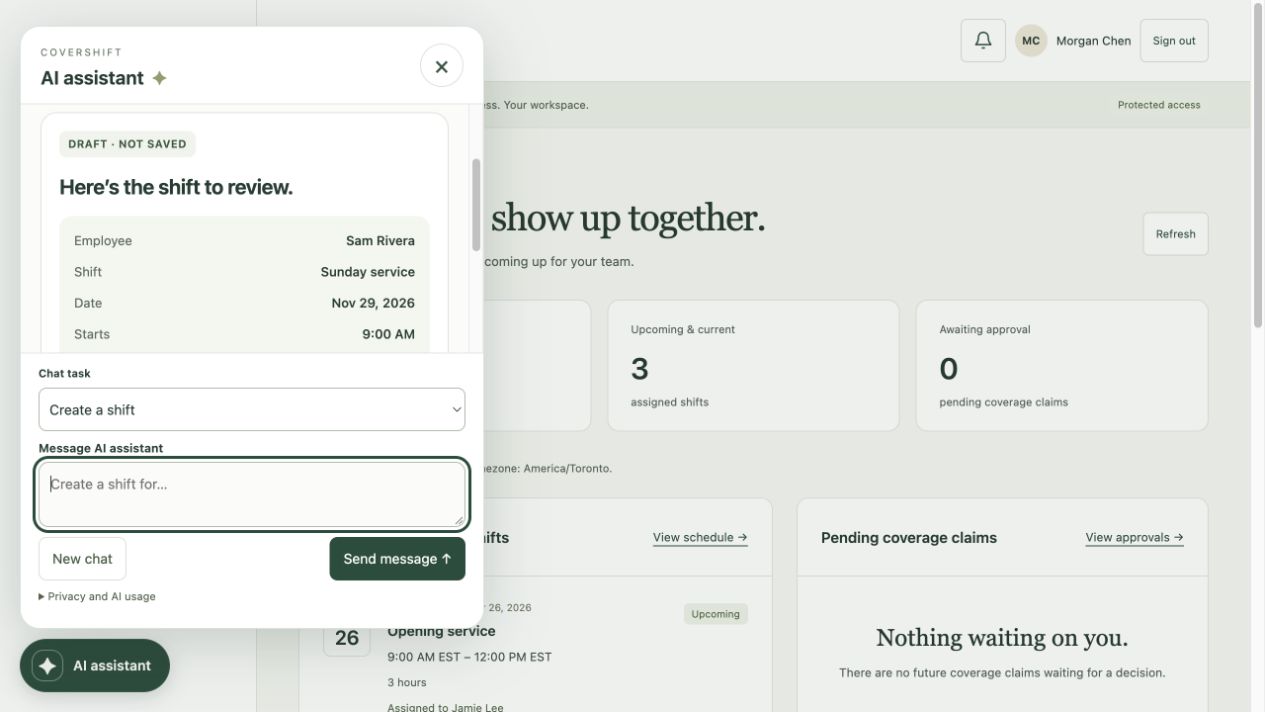 COVERSHIFT
AI assistant
DRAFT · NOT SAVED
Here's the shift to review.
Employee Sam Rivera
Shift Sunday service
Date Nov 29, 2026
Starts 9:00 AM
Chat task
Create a shift
Message AI assistant
Create a shift for...
New chat
Send message ↑
Privacy and AI usage
AI assistant
MC
Morgan Chen
Sign out
Your workspace.
Protected access
show up together.
coming up for your team.
Refresh
Upcoming & current
3
assigned shifts
Awaiting approval
0
pending coverage claims
America/Toronto.
View schedule →
26, 2026
Upcoming
26
Opening service
9:00 AM EST – 12:00 PM EST
3 hours
Assigned to Jamie Lee
Pending coverage claims
View approvals →
Nothing waiting on you.
There are no future coverage claims waiting for a decision.